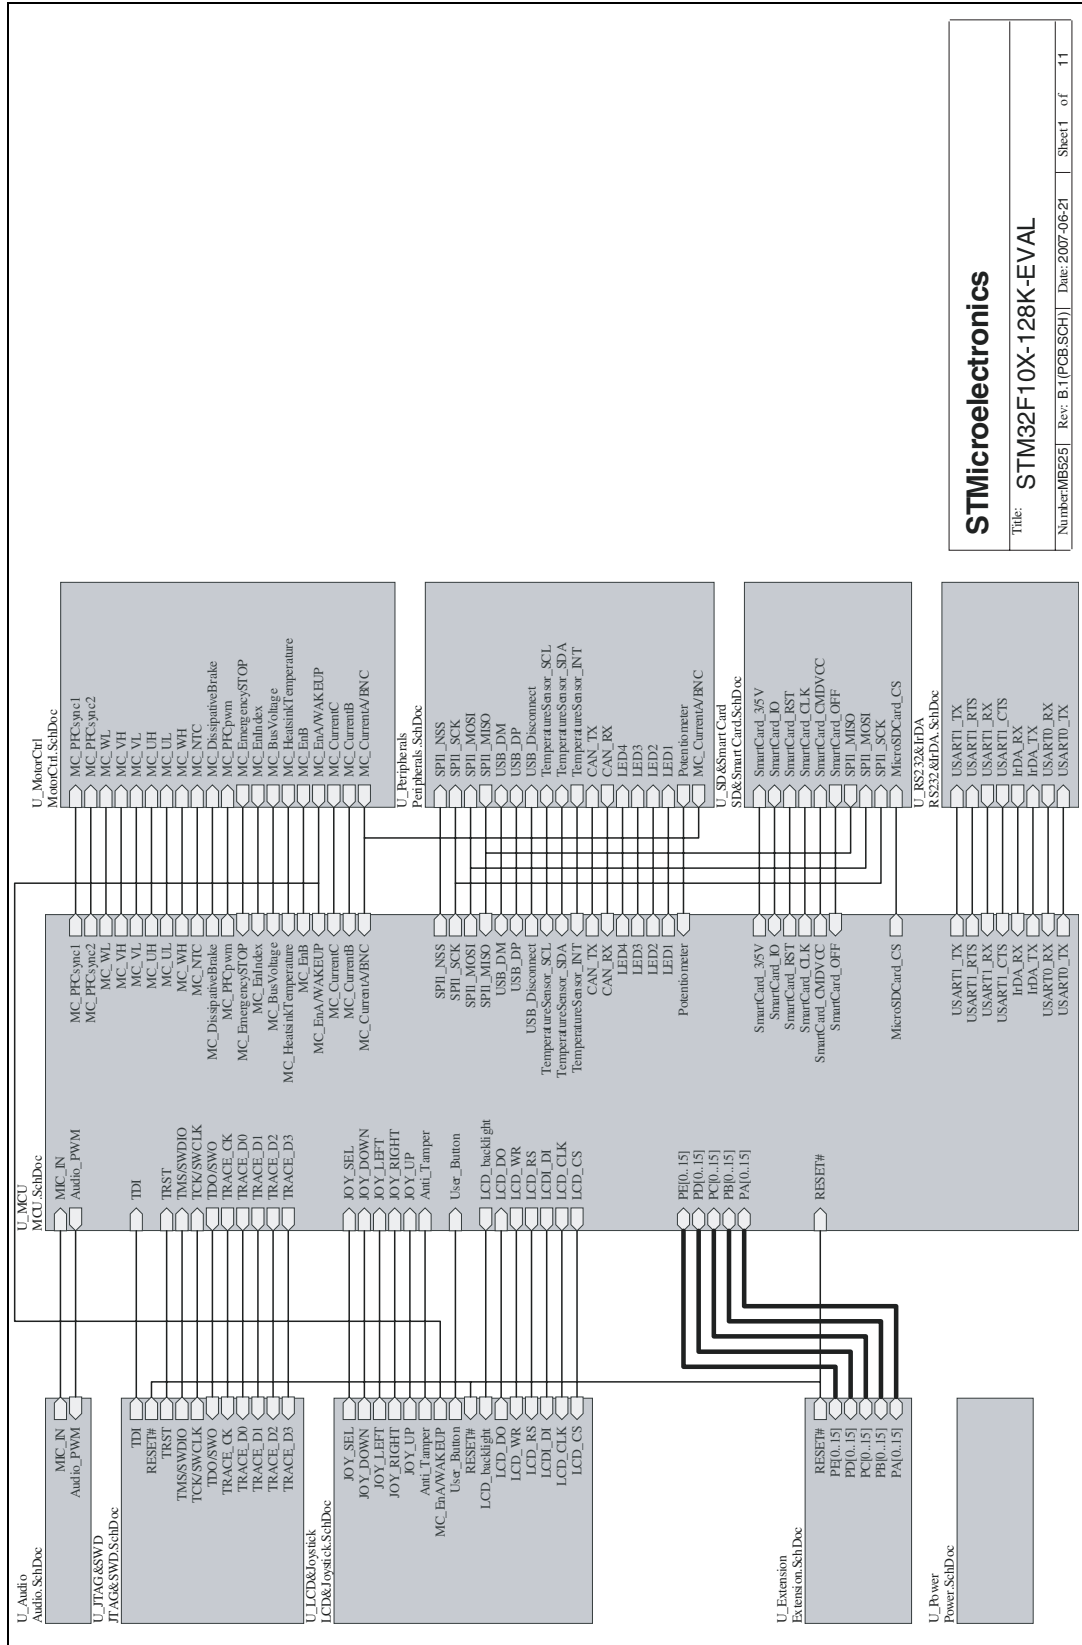 U_Audio
Audio.SchDoc
MIC_IN
Audio_PWM
U_JTAG&SWD
JTAG&SWD.SchDoc
TDI
RESET#
TRST
TMS/SWDIO
TCK/SWCLK
TDO/SWO
TRACE_CK
TRACE_D0
TRACE_D1
TRACE_D2
TRACE_D3
U_LCD&Joystick
LCD&Joystick.SchDoc
JOY_SEL
JOY_DOWN
JOY_LEFT
JOY_RIGHT
JOY_UP
Anti_Tamper
MC_EnA/WAKEUP
User_Button
RESET#
LCD_backlight
LCD_DO
LCD_WR
LCD_RS
LCDI_DI
LCD_CLK
LCD_CS
U_Extension
Extension.SchDoc
RESET#
PE[0..15]
PD[0..15]
PC[0..15]
PB[0..15]
PA[0..15]
U_Power
Power.SchDoc
U_MCU
MCU.SchDoc
MIC_IN
Audio_PWM
TDI
TRST
TMS/SWDIO
TCK/SWCLK
TDO/SWO
TRACE_CK
TRACE_D0
TRACE_D1
TRACE_D2
TRACE_D3
JOY_SEL
JOY_DOWN
JOY_LEFT
JOY_RIGHT
JOY_UP
Anti_Tamper
User_Button
LCD_backlight
LCD_DO
LCD_WR
LCD_RS
LCDI_DI
LCD_CLK
LCD_CS
PE[0..15]
PD[0..15]
PC[0..15]
PB[0..15]
PA[0..15]
RESET#
MC_PFCsync1
MC_PFCsync2
MC_WL
MC_VH
MC_VL
MC_UH
MC_UL
MC_WH
MC_NTC
MC_DissipativeBrake
MC_PFCpwm
MC_EmergencySTOP
MC_EnIndex
MC_BusVoltage
MC_HeatsinkTemperature
MC_EnB
MC_EnA/WAKEUP
MC_CurrentC
MC_CurrentB
MC_CurrentA/BNC
SPI1_NSS
SPI1_SCK
SPI1_MOSI
SPI1_MISO
USB_DM
USB_DP
USB_Disconnect
TemperatureSensor_SCL
TemperatureSensor_SDA
TemperatureSensor_INT
CAN_TX
CAN_RX
LED4
LED3
LED2
LED1
Potentiometer
SmartCard_3/5V
SmartCard_IO
SmartCard_RST
SmartCard_CLK
SmartCard_CMDVCC
SmartCard_OFF
MicroSDCard_CS
USART1_TX
USART1_RTS
USART1_RX
USART1_CTS
IrDA_RX
IrDA_TX
USART0_RX
USART0_TX
U_MotorCtrl
MotorCtrl.SchDoc
MC_PFCsync1
MC_PFCsync2
MC_WL
MC_VH
MC_VL
MC_UH
MC_UL
MC_WH
MC_NTC
MC_DissipativeBrake
MC_PFCpwm
MC_EmergencySTOP
MC_EnIndex
MC_BusVoltage
MC_HeatsinkTemperature
MC_EnB
MC_EnA/WAKEUP
MC_CurrentC
MC_CurrentB
MC_CurrentA/BNC
U_Peripherals
Peripherals.SchDoc
SPI1_NSS
SPI1_SCK
SPI1_MOSI
SPI1_MISO
USB_DM
USB_DP
USB_Disconnect
TemperatureSensor_SCL
TemperatureSensor_SDA
TemperatureSensor_INT
CAN_TX
CAN_RX
LED4
LED3
LED2
LED1
Potentiometer
MC_CurrentA/BNC
U_SD&Smart Card
SD&Smart Card.SchDoc
SmartCard_3/5V
SmartCard_IO
SmartCard_RST
SmartCard_CLK
SmartCard_CMDVCC
SmartCard_OFF
SPI1_MISO
SPI1_MOSI
SPI1_SCK
MicroSDCard_CS
U_RS232&IrDA
RS232&IrDA.SchDoc
USART1_TX
USART1_RTS
USART1_RX
USART1_CTS
IrDA_RX
IrDA_TX
USART0_RX
USART0_TX
STMicroelectronics
Title:
STM32F10X-128K-EVAL
Number:MB525 Rev: B.1(PCB.SCH) Date: 2007-06-21 Sheet 1 of 11